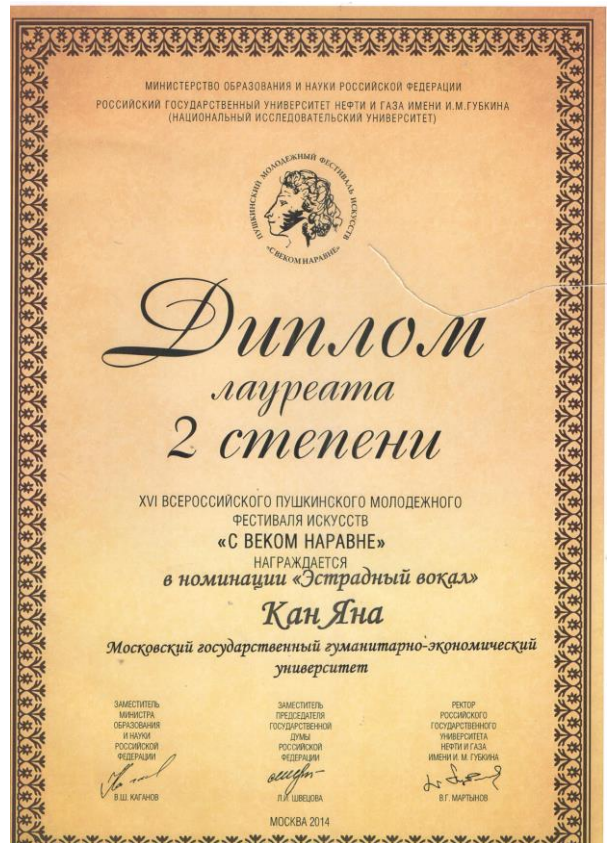 МИНИСТЕРСТВО ОБРАЗОВАНИЯ И НАУКИ РОССИЙСКОЙ ФЕДЕРАЦИИ
РОССИЙСКИЙ ГОСУДАРСТВЕННЫЙ УНИВЕРСИТЕТ НЕФТИ И ГАЗА ИМЕНИ И.М.ГУБКИНА
(НАЦИОНАЛЬНЫЙ ИССЛЕДОВАТЕЛЬСКИЙ УНИВЕРСИТЕТ)
ПУШКИНСКИЙ МОЛОДЕЖНЫЙ ФЕСТИВАЛЬ ИСКУССТВ
«С ВЕКОМ НАРАВНЕ»
Диплом
лауреата
2 степени
XVI ВСЕРОССИЙСКОГО ПУШКИНСКОГО МОЛОДЕЖНОГО
ФЕСТИВАЛЯ ИСКУССТВ
«С ВЕКОМ НАРАВНЕ»
НАГРАЖДАЕТСЯ
в номинации «Эстрадный вокал»
Кан Яна
Московский государственный гуманитарно-экономический
университет
ЗАМЕСТИТЕЛЬ
МИНИСТРА
ОБРАЗОВАНИЯ
И НАУКИ
РОССИЙСКОЙ
ФЕДЕРАЦИИ
В.Ш. КАГАНОВ
ЗАМЕСТИТЕЛЬ
ПРЕДСЕДАТЕЛЯ
ГОСУДАРСТВЕННОЙ
ДУМЫ
РОССИЙСКОЙ
ФЕДЕРАЦИИ
Л.И. ШВЕЦОВА
РЕКТОР
РОССИЙСКОГО
ГОСУДАРСТВЕННОГО
УНИВЕРСИТЕТА
НЕФТИ И ГАЗА
ИМЕНИ И. М. ГУБКИНА
В.Г. МАРТЫНОВ
МОСКВА 2014